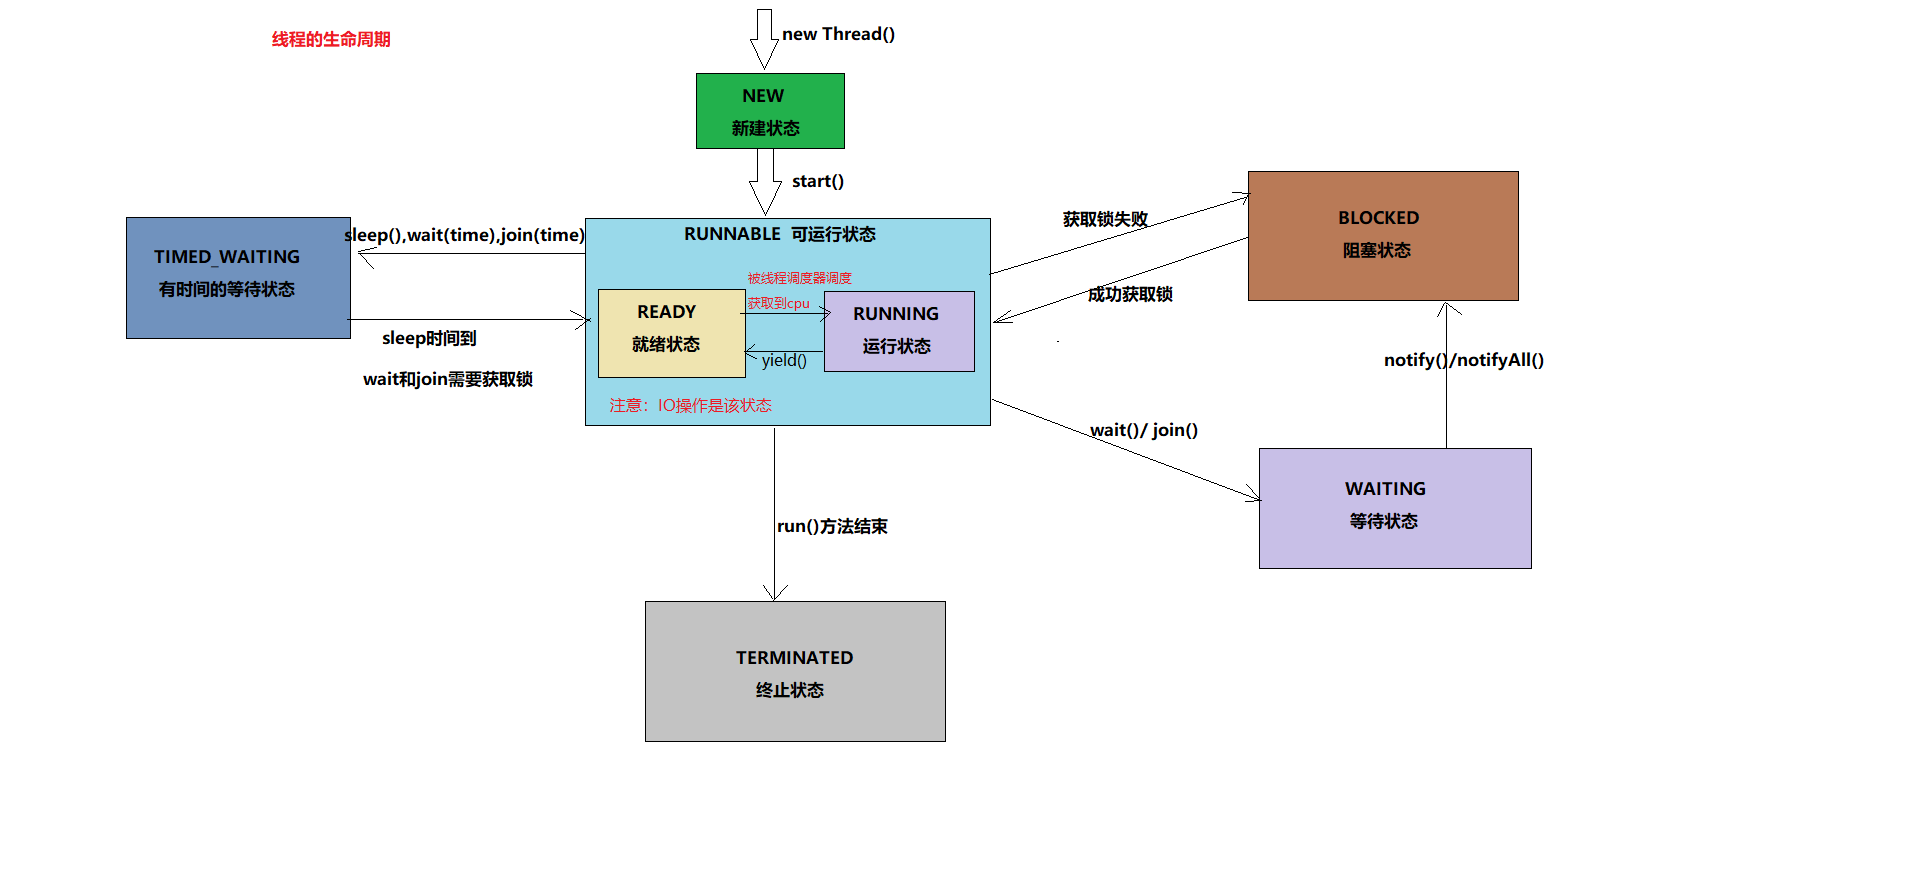 线程的生命周期
new Thread()
NEW
新建状态
start()
TIMED_WAITING
有时间的等待状态
sleep(),wait(time),join(time)
sleep时间到
wait和join需要获取锁
RUNNABLE 可运行状态
被线程调度器调度
获取到cpu
READY
就绪状态
RUNNING
运行状态
yield()
注意：IO操作是该状态
获取锁失败
成功获取锁
BLOCKED
阻塞状态
notify()/notifyAll()
wait()/ join()
WAITING
等待状态
run()方法结束
TERMINATED
终止状态